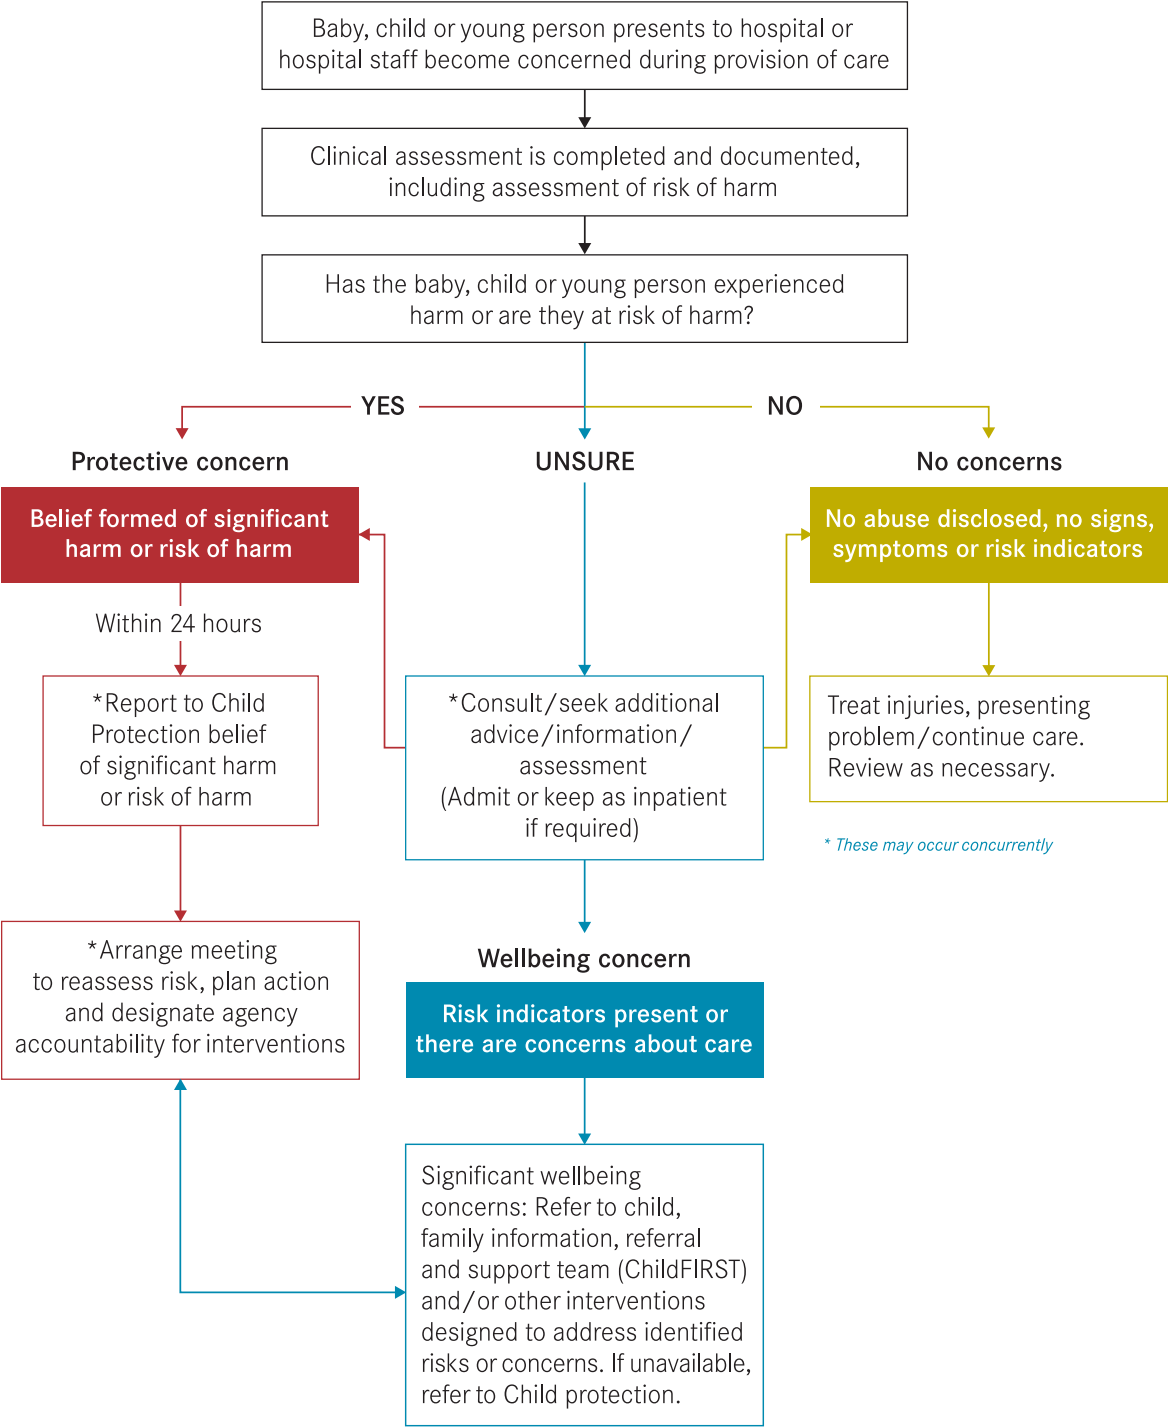 Baby, child or young person presents to hospital or
hospital staff become concerned during provision of care
Clinical assessment is completed and documented,
including assessment of risk of harm
Has the baby, child or young person experienced
harm or are they at risk of harm?
YES
NO
Protective concern
UNSURE
No concerns
Belief formed of significant
harm or risk of harm
No abuse disclosed, no signs,
symptoms or risk indicators
Within 24 hours
*Report to Child
Protection belief
of significant harm
or risk of harm
*Consult/seek additional
advice/information/
assessment
(Admit or keep as inpatient
if required)
Treat injuries, presenting
problem/continue care.
Review as necessary.
* These may occur concurrently
*Arrange meeting
to reassess risk, plan action
and designate agency
accountability for interventions
Wellbeing concern
Risk indicators present or
there are concerns about care
Significant wellbeing
concerns: Refer to child,
family information, referral
and support team (ChildFIRST)
and/or other interventions
designed to address identified
risks or concerns. If unavailable,
refer to Child protection.